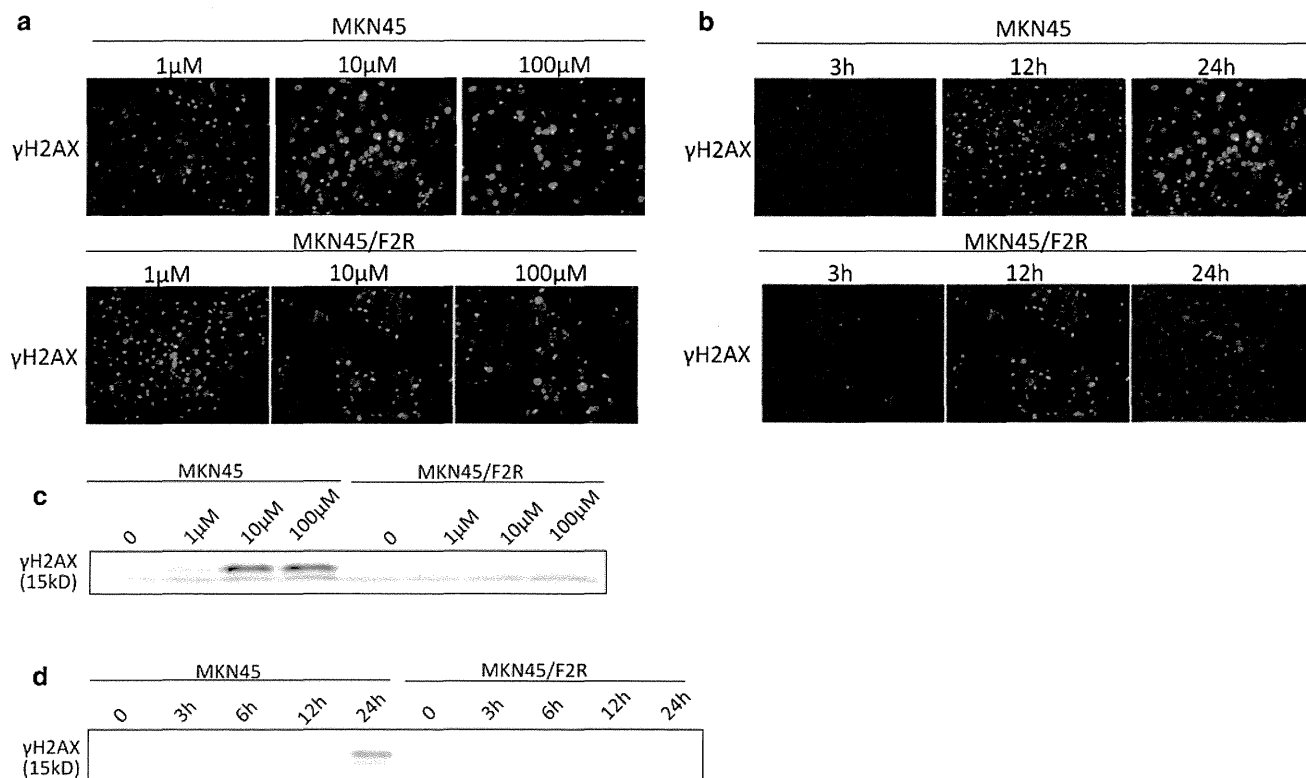 a
MKN45
1μM 10μM 100μM
γH2AX
MKN45/F2R
1μM 10μM 100μM
γH2AX
b
MKN45
3h 12h 24h
γH2AX
MKN45/F2R
3h 12h 24h
γH2AX
c
MKN45 MKN45/F2R
0 1μM 10μM 100μM 0 1μM 10μM 100μM
γH2AX
(15kD)
d
MKN45 MKN45/F2R
0 3h 6h 12h 24h 0 3h 6h 12h 24h
γH2AX
(15kD)